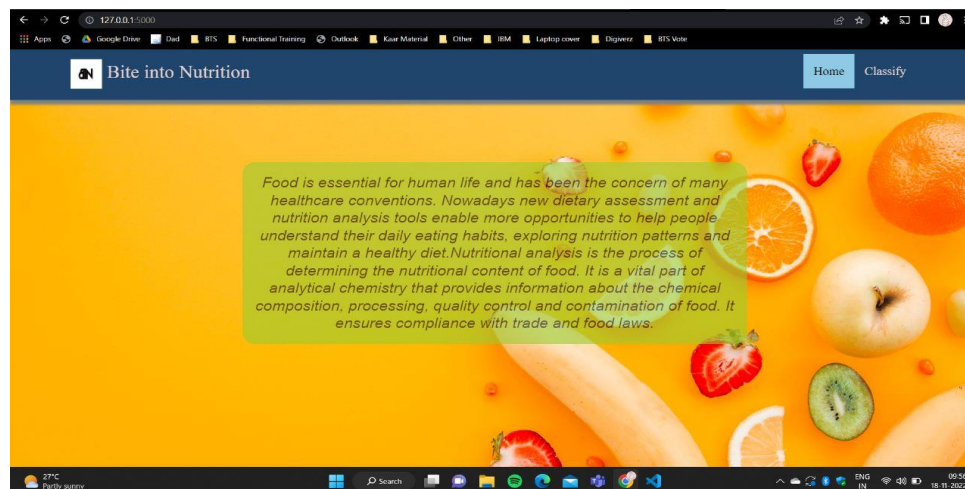 127.0.0.1:5000
Apps Google Drive Dad BTS Functional Training Outlook Kaar Material Other IBM Laptop cover Digiverz BTS Vote
BN Bite into Nutrition Home Classify
Food is essential for human life and has been the concern of many
healthcare conventions. Nowadays new dietary assessment and
nutrition analysis tools enable more opportunities to help people
understand their daily eating habits, exploring nutrition patterns and
maintain a healthy diet.Nutritional analysis is the process of
determining the nutritional content of food. It is a vital part of
analytical chemistry that provides information about the chemical
composition, processing, quality control and contamination of food. It
ensures compliance with trade and food laws.
27°C
Partly sunny
Search
ENG
IN
09:56
18-11-2022